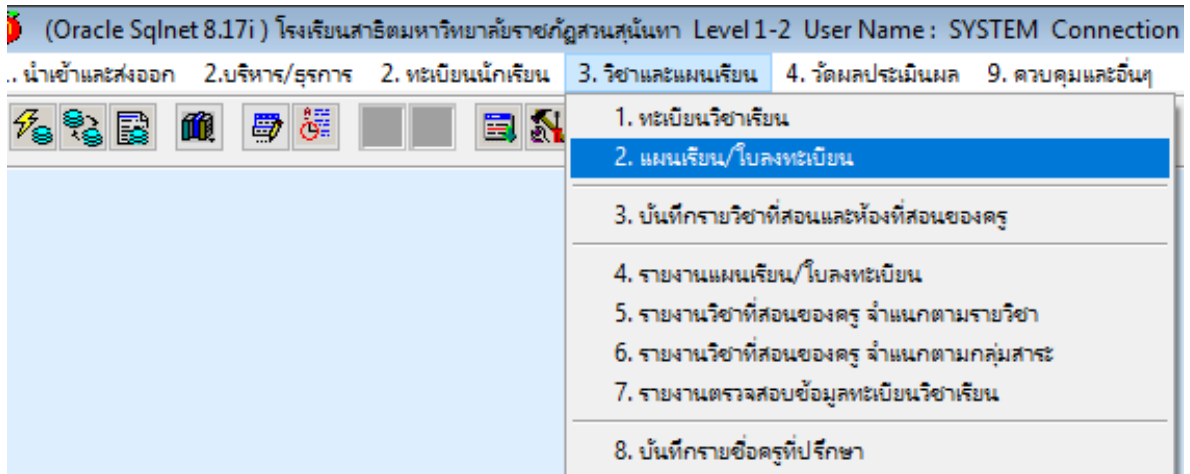 (Oracle Sqlnet 8.17i ) โรงเรียนสาธิตมหาวิทยาลัยราชภัฏสวนสุนันทา Level 1-2 User Name : SYSTEM Connection
.. นำเข้าและส่งออก 2.บริหาร/ธุรการ 2. ทะเบียนนักเรียน 3. วิชาและแผนเรียน 4. วัดผลประเมินผล 9. ควบคุมและอื่นๆ
1. ทะเบียนวิชาเรียน
2. แผนเรียน/ใบลงทะเบียน
3. บันทึกรายวิชาที่สอนและห้องที่สอนของครู
4. รายงานแผนเรียน/ใบลงทะเบียน
5. รายงานวิชาที่สอนของครู จำแนกตามรายวิชา
6. รายงานวิชาที่สอนของครู จำแนกตามกลุ่มสาระ
7. รายงานตรวจสอบข้อมูลทะเบียนวิชาเรียน
8. บันทึกรายชื่อครูที่ปรึกษา